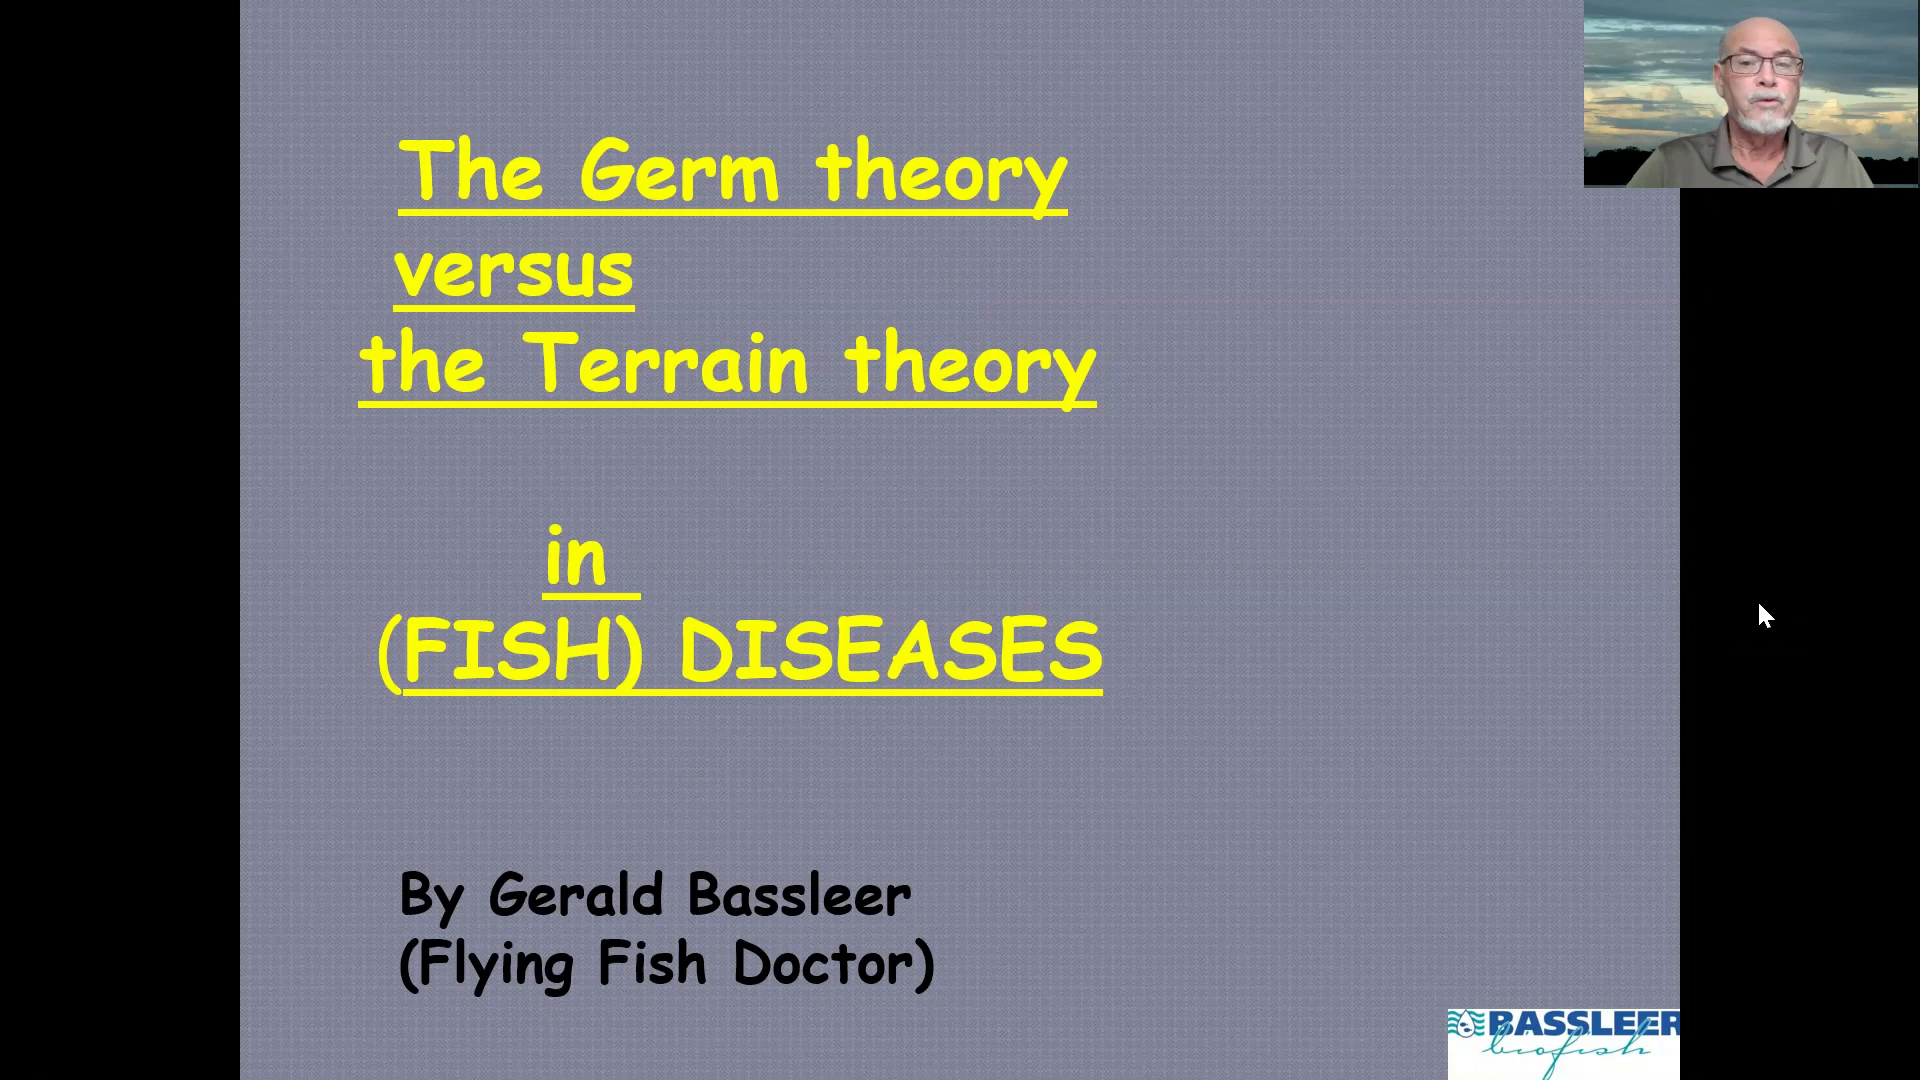 The Germ theory
versus
the Terrain theory
in
(FISH) DISEASES
By Gerald Bassleer
(Flying Fish Doctor)
BASSLEER
biofish